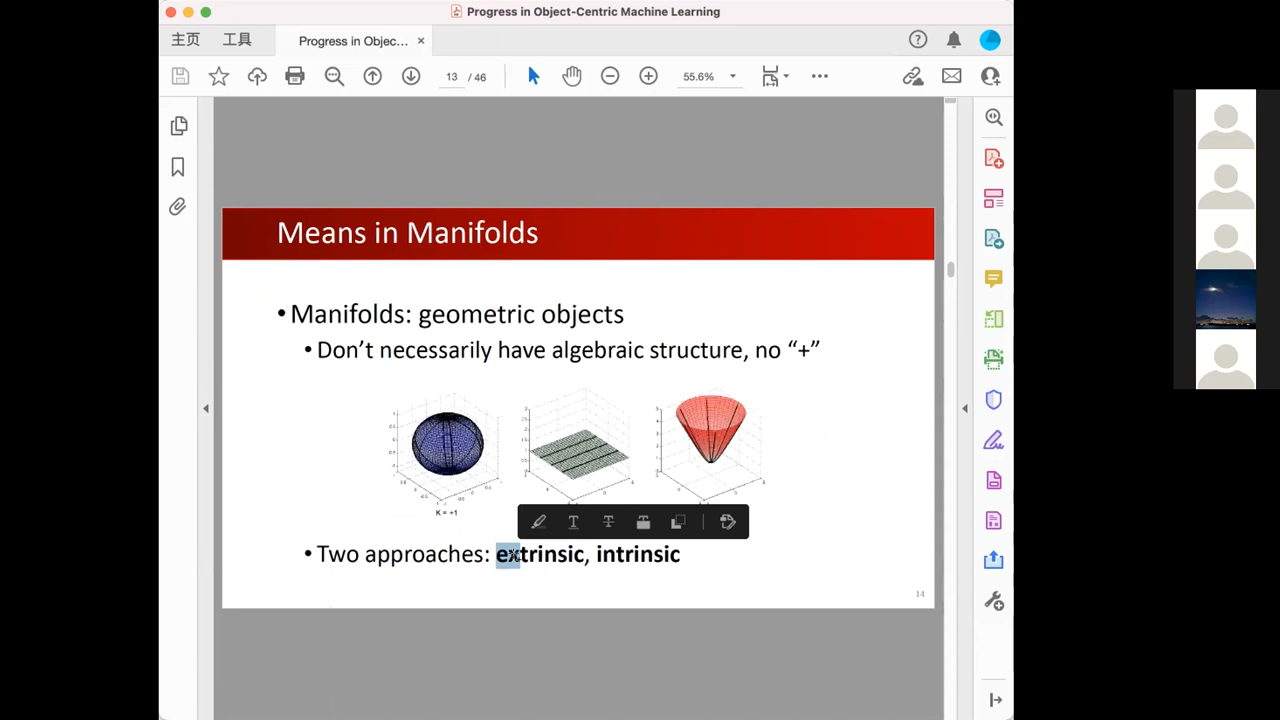 Progress in Object-Centric Machine Learning
主页 工具 Progress in Objec... ×
13 / 46 55.6%
Means in Manifolds
• Manifolds: geometric objects
• Don't necessarily have algebraic structure, no “+”
K = +1
• Two approaches: extrinsic, intrinsic
14